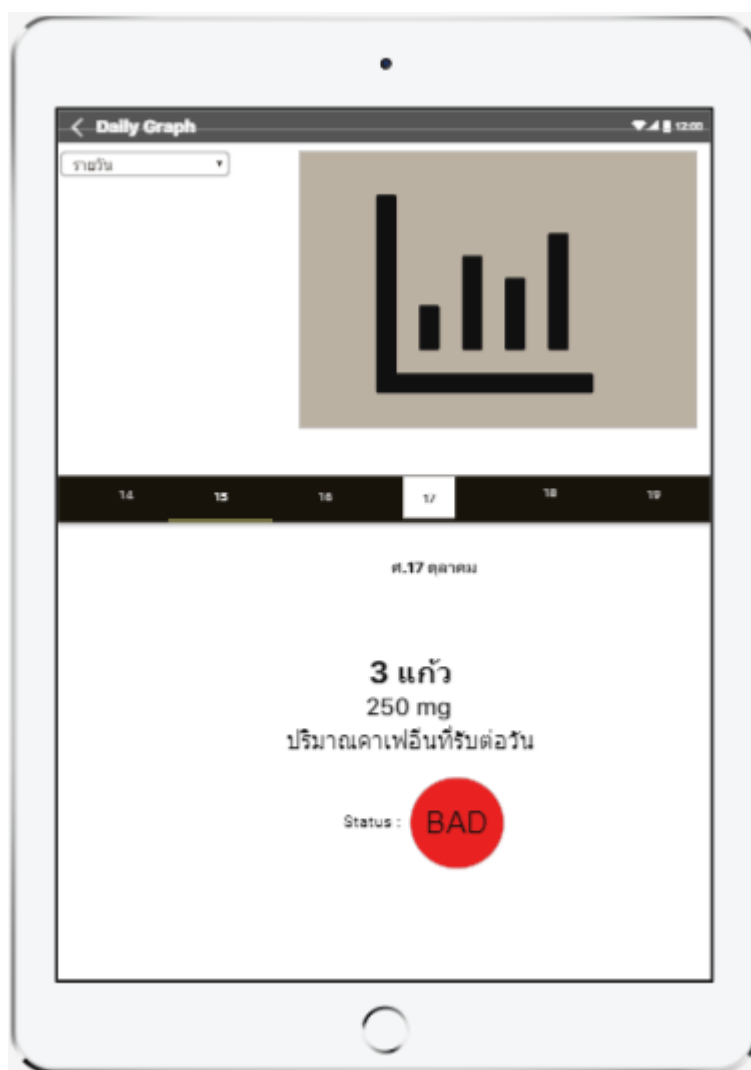 Daily Graph 12:00
รายวัน
14 15 16 17 18 19
ศ.17 ตุลาคม
3 แก้ว
250 mg
ปริมาณคาเฟอีนที่รับต่อวัน
Status : BAD